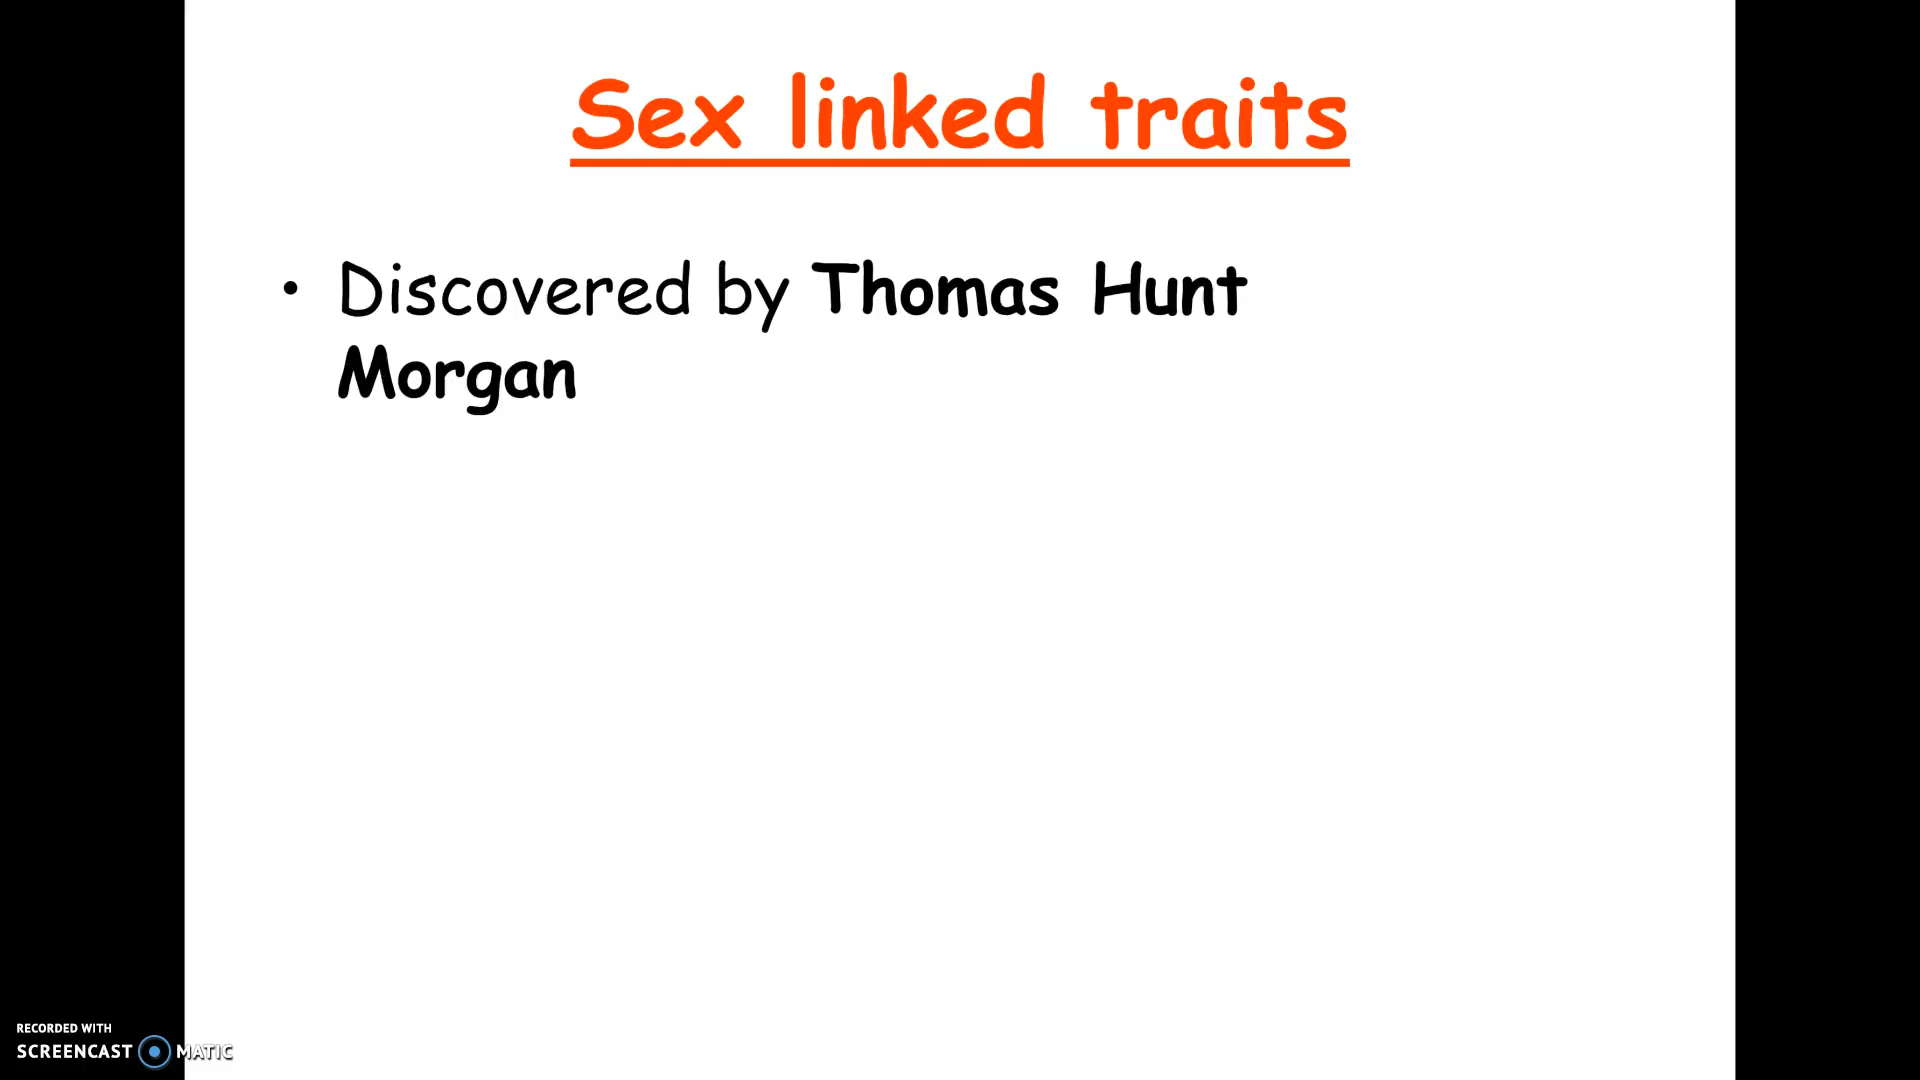 Sex linked traits
• Discovered by Thomas Hunt
Morgan
RECORDED WITH
SCREENCAST MATIC